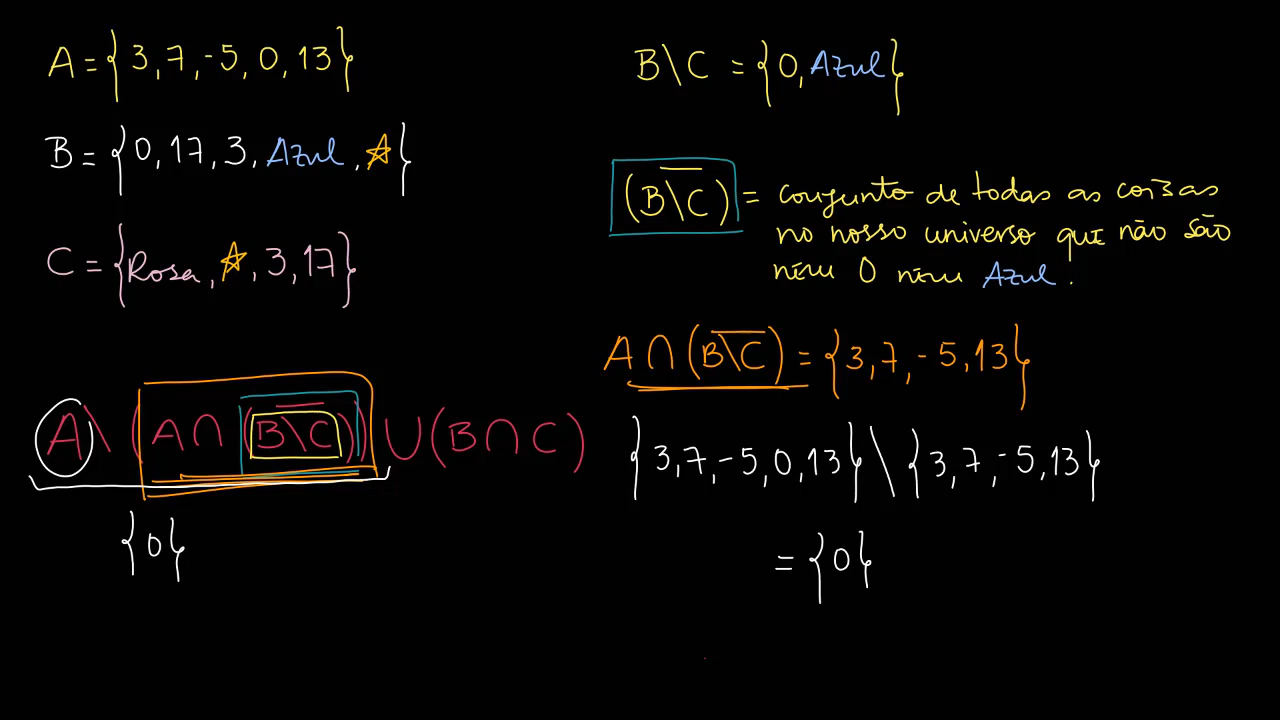 A = {3, 7, -5, 0, 13}
B = {0, 17, 3, Azul, ☆}
C = {Rosa, ☆, 3, 17}
A \ (A ∩ (B̅\̅C̅)) ∪ (B ∩ C)
{0}
B\C = {0, Azul}
(B̅\̅C̅) = conjunto de todas as coisas
no nosso universo que não são
nem 0 nem Azul.
A ∩ (B̅\̅C̅) = {3, 7, -5, 13}
{3, 7, -5, 0, 13} \ {3, 7, -5, 13}
= {0}